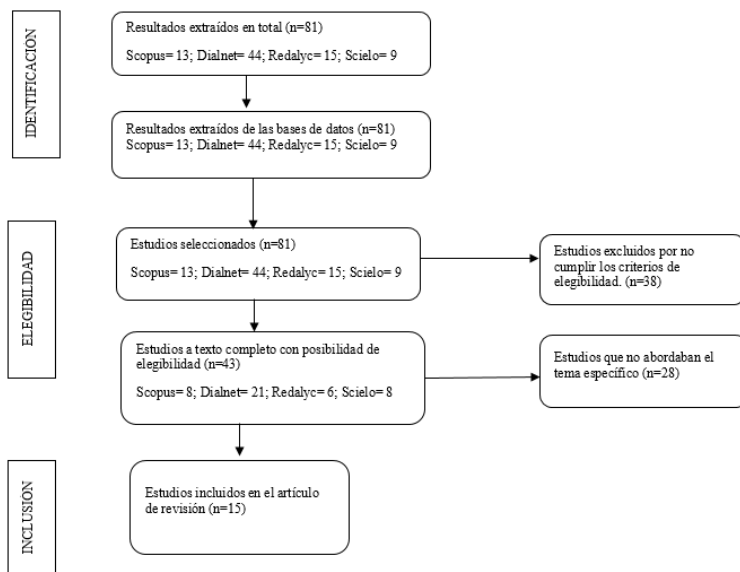 IDENTIFICACIÓN
Resultados extraídos en total (n=81)
Scopus= 13; Dialnet= 44; Redalyc= 15; Scielo= 9
Resultados extraídos de las bases de datos (n=81)
Scopus= 13; Dialnet= 44; Redalyc= 15; Scielo= 9
ELEGIBILIDAD
Estudios seleccionados (n=81)
Scopus= 13; Dialnet= 44; Redalyc= 15; Scielo= 9
Estudios excluidos por no
cumplir los criterios de
elegibilidad. (n=38)
Estudios a texto completo con posibilidad de
elegibilidad (n=43)
Scopus= 8; Dialnet= 21; Redalyc= 6; Scielo= 8
Estudios que no abordaban el
tema específico (n=28)
INCLUSIÓN
Estudios incluidos en el artículo
de revisión (n=15)